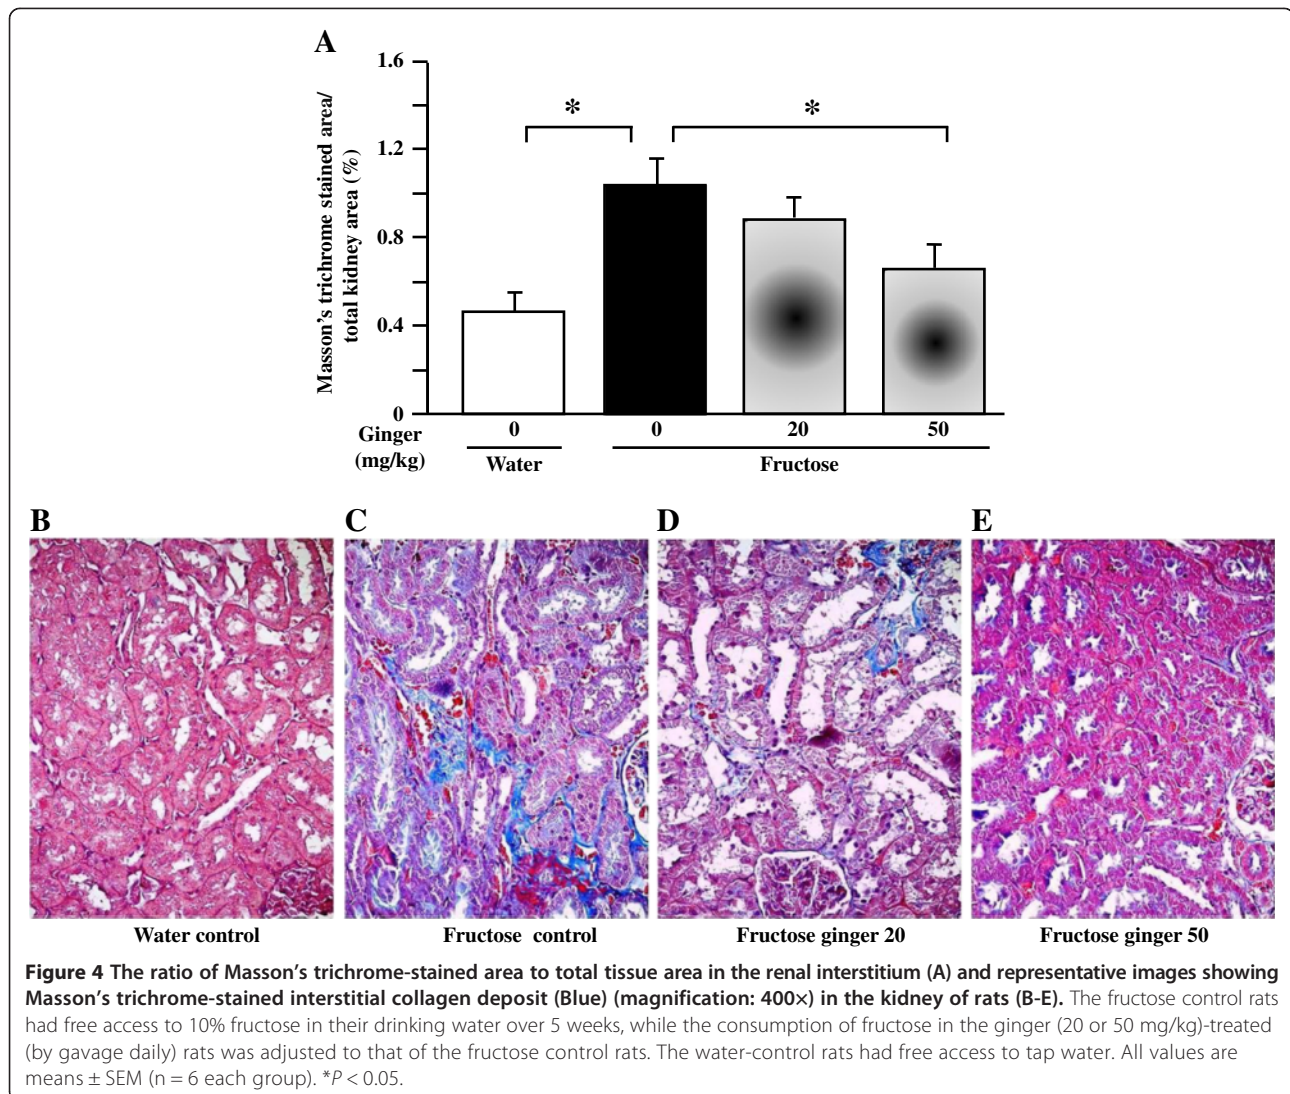 A
1.6
1.2
0.8
0.4
0
Masson's trichrome stained area/
total kidney area (%)
*
*
Ginger
(mg/kg)
0
0
20
50
Water
Fructose
B
C
D
E
Water control
Fructose control
Fructose ginger 20
Fructose ginger 50
Figure 4 The ratio of Masson's trichrome-stained area to total tissue area in the renal interstitium (A) and representative images showing
Masson's trichrome-stained interstitial collagen deposit (Blue) (magnification: 400×) in the kidney of rats (B-E). The fructose control rats
had free access to 10% fructose in their drinking water over 5 weeks, while the consumption of fructose in the ginger (20 or 50 mg/kg)-treated
(by gavage daily) rats was adjusted to that of the fructose control rats. The water-control rats had free access to tap water. All values are
means ± SEM (n = 6 each group). *P < 0.05.